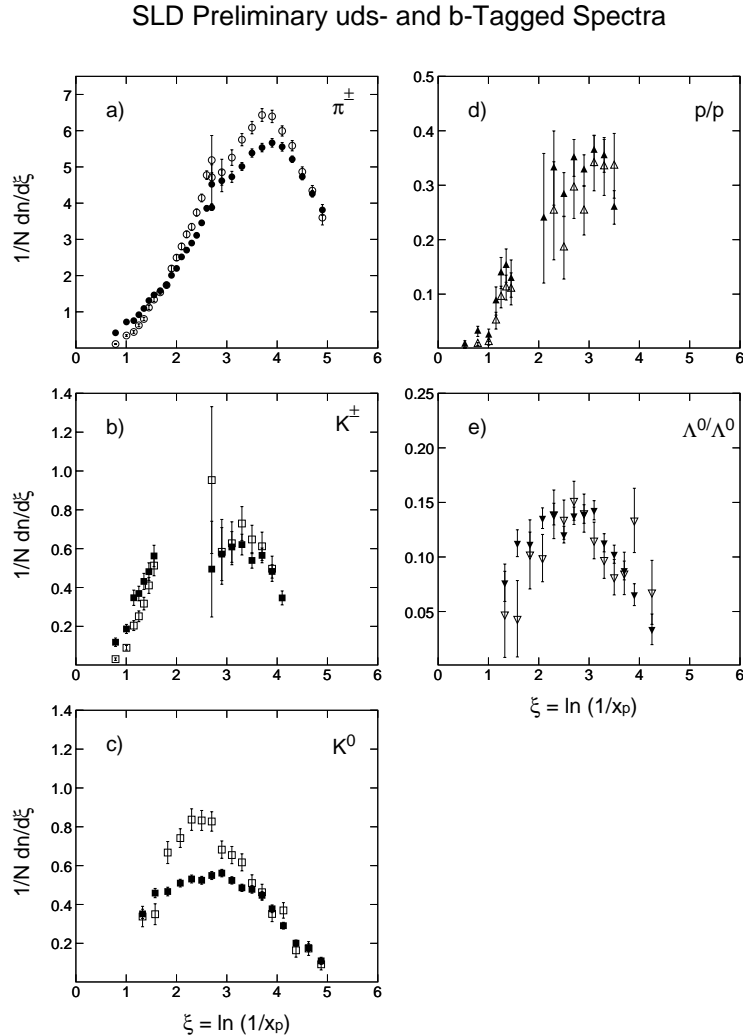 SLD Preliminary uds- and b-Tagged Spectra
a)
π±
7
6
5
4
3
2
1
0 1 2 3 4 5 6
1/N dn/dξ
d)
p/p
0.5
0.4
0.3
0.2
0.1
0 1 2 3 4 5 6
b)
K±
1.4
1.2
1.0
0.8
0.6
0.4
0.2
0 1 2 3 4 5 6
1/N dn/dξ
e)
Λ⁰/Λ⁰
0.25
0.20
0.15
0.10
0.05
0 1 2 3 4 5 6
ξ = ln (1/xp)
c)
K⁰
1.4
1.2
1.0
0.8
0.6
0.4
0.2
0 1 2 3 4 5 6
1/N dn/dξ
ξ = ln (1/xp)